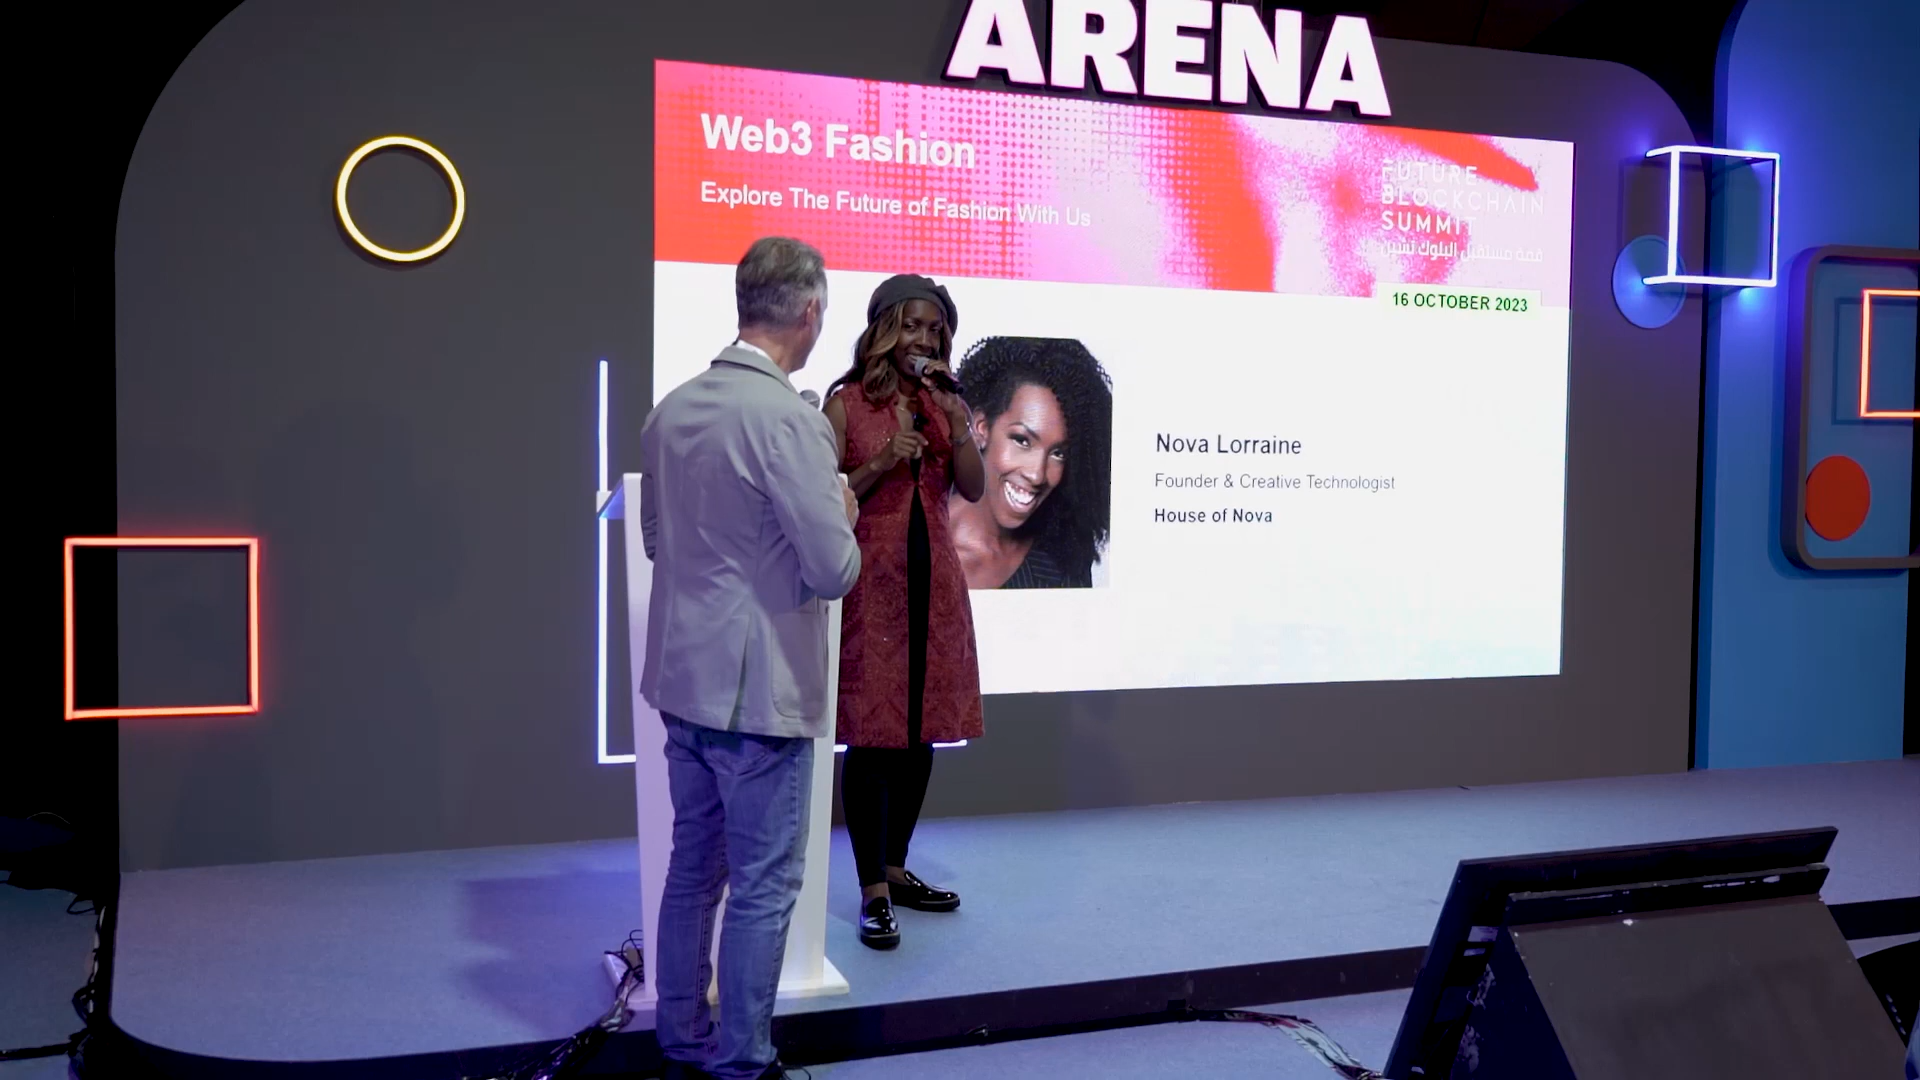 ARENA
Web3 Fashion
Explore The Future of Fashion With Us
FUTURE
BLOCKCHAIN
SUMMIT
قمة مستقبل البلوك تشين
16 OCTOBER 2023
Nova Lorraine
Founder & Creative Technologist
House of Nova